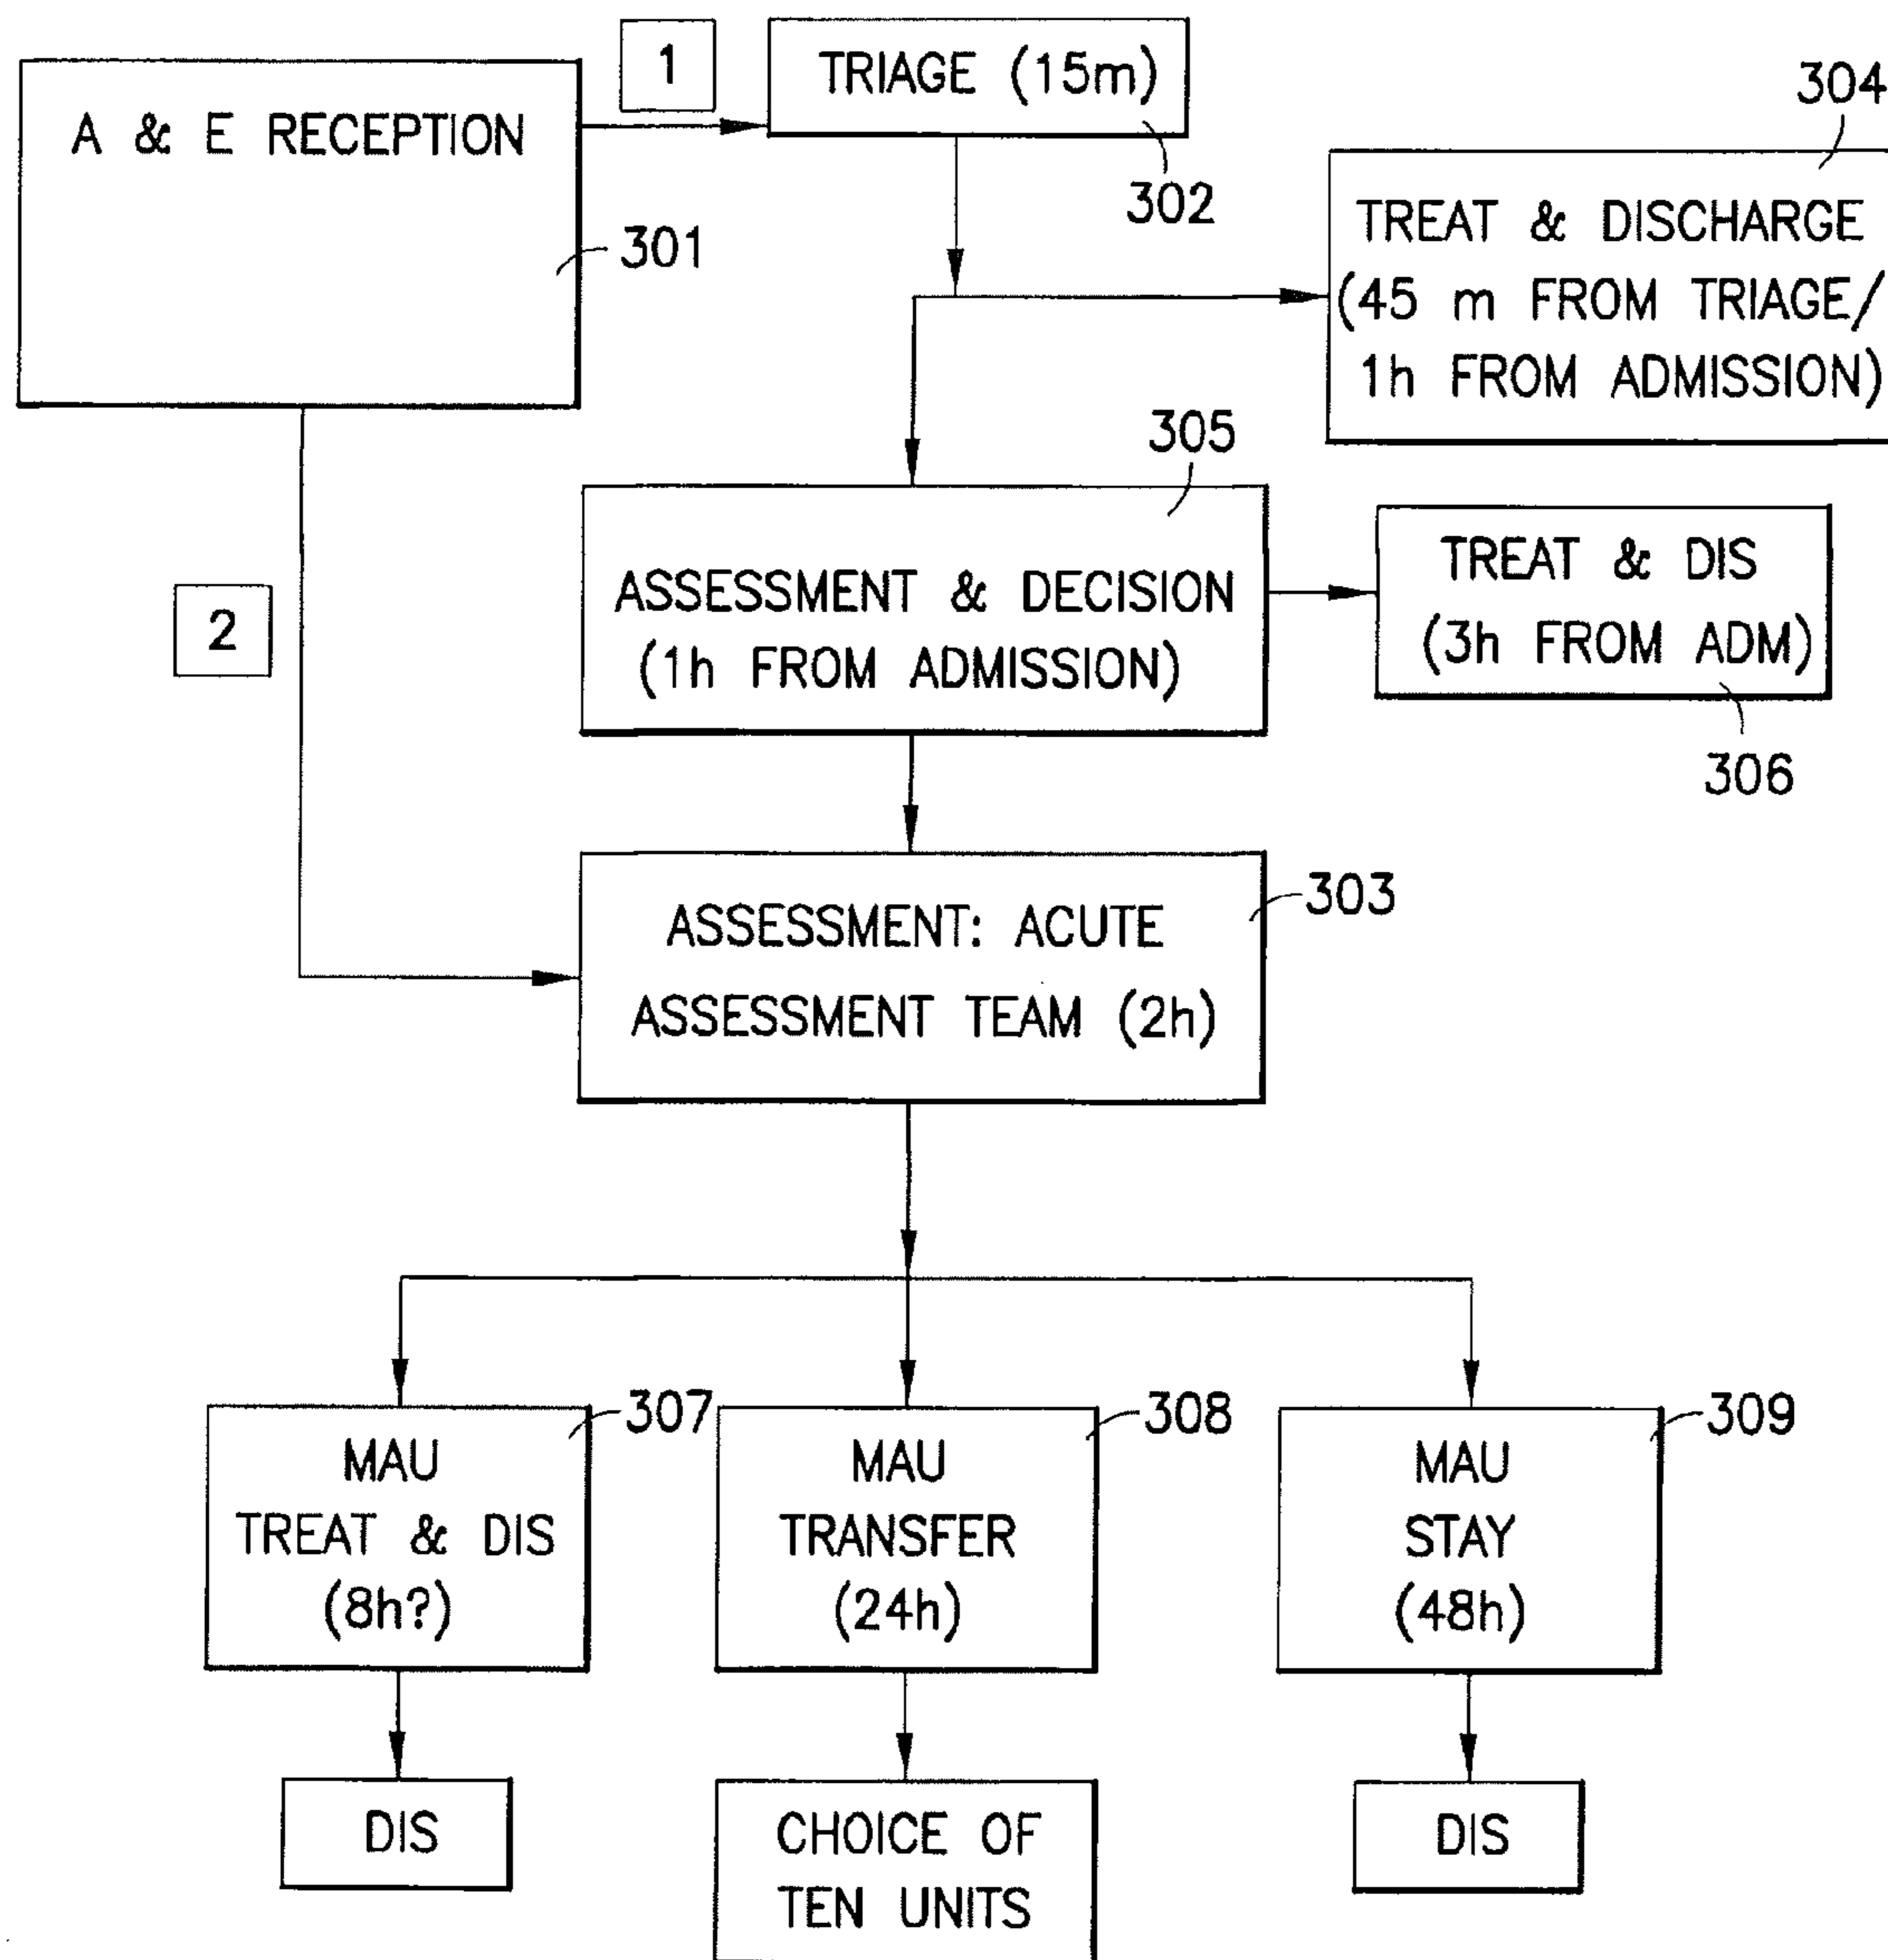 A & E RECEPTION
301
1
TRIAGE (15m)
302
304
TREAT & DISCHARGE
(45 m FROM TRIAGE/
1h FROM ADMISSION)
305
ASSESSMENT & DECISION
(1h FROM ADMISSION)
TREAT & DIS
(3h FROM ADM)
306
2
303
ASSESSMENT: ACUTE
ASSESSMENT TEAM (2h)
307
MAU
TREAT & DIS
(8h?)
308
MAU
TRANSFER
(24h)
309
MAU
STAY
(48h)
DIS
CHOICE OF
TEN UNITS
DIS